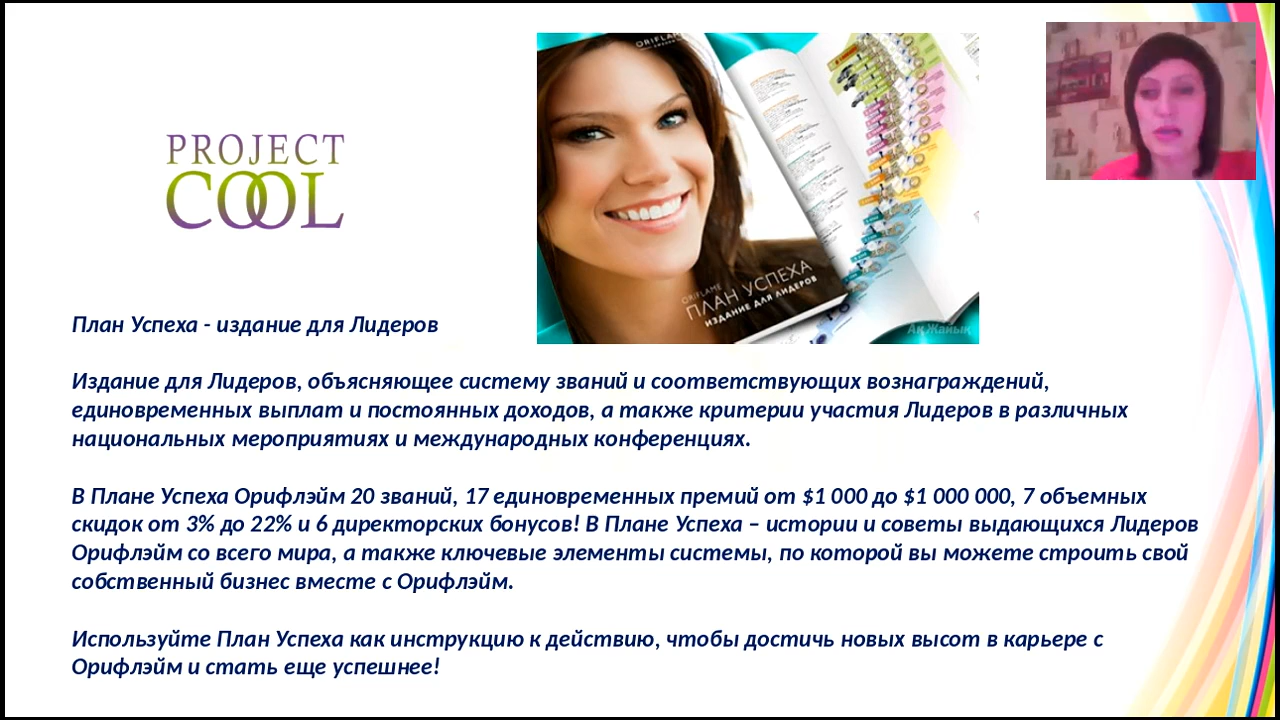 PROJECT
COOL
ORIFLAME
ORIFLAME
ПЛАН УСПЕХА
ИЗДАНИЕ ДЛЯ ЛИДЕРОВ
Ақ Жайық
План Успеха - издание для Лидеров
Издание для Лидеров, объясняющее систему званий и соответствующих вознаграждений,
единовременных выплат и постоянных доходов, а также критерии участия Лидеров в различных
национальных мероприятиях и международных конференциях.
В Плане Успеха Орифлэйм 20 званий, 17 единовременных премий от $1 000 до $1 000 000, 7 объемных
скидок от 3% до 22% и 6 директорских бонусов! В Плане Успеха – истории и советы выдающихся Лидеров
Орифлэйм со всего мира, а также ключевые элементы системы, по которой вы можете строить свой
собственный бизнес вместе с Орифлэйм.
Используйте План Успеха как инструкцию к действию, чтобы достичь новых высот в карьере с
Орифлэйм и стать еще успешнее!